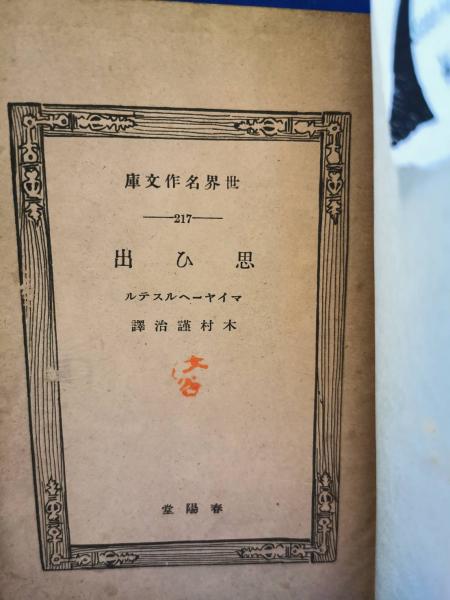 世界名作文庫
217
思ひ出
マイヤーヘルステル
木村謹治譯
春陽堂